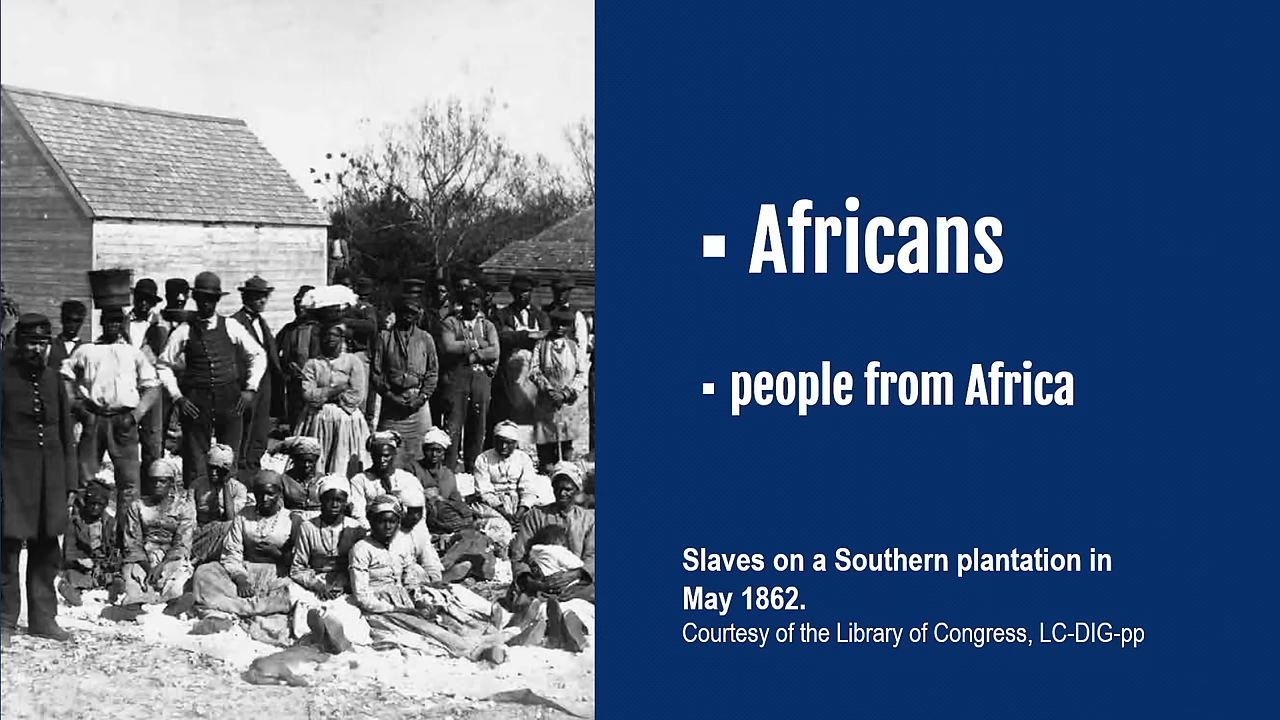 ▪ Africans
▪ people from Africa
Slaves on a Southern plantation in
May 1862.
Courtesy of the Library of Congress, LC-DIG-pp